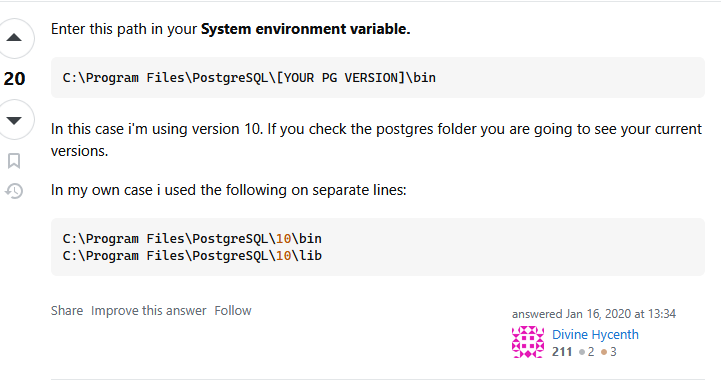 Enter this path in your System environment variable.
20
C:\Program Files\PostgreSQL\[YOUR PG VERSION]\bin
In this case i'm using version 10. If you check the postgres folder you are going to see your current
versions.
In my own case i used the following on separate lines:
C:\Program Files\PostgreSQL\10\bin
C:\Program Files\PostgreSQL\10\lib
Share Improve this answer Follow
answered Jan 16, 2020 at 13:34
Divine Hycenth
211 2 3